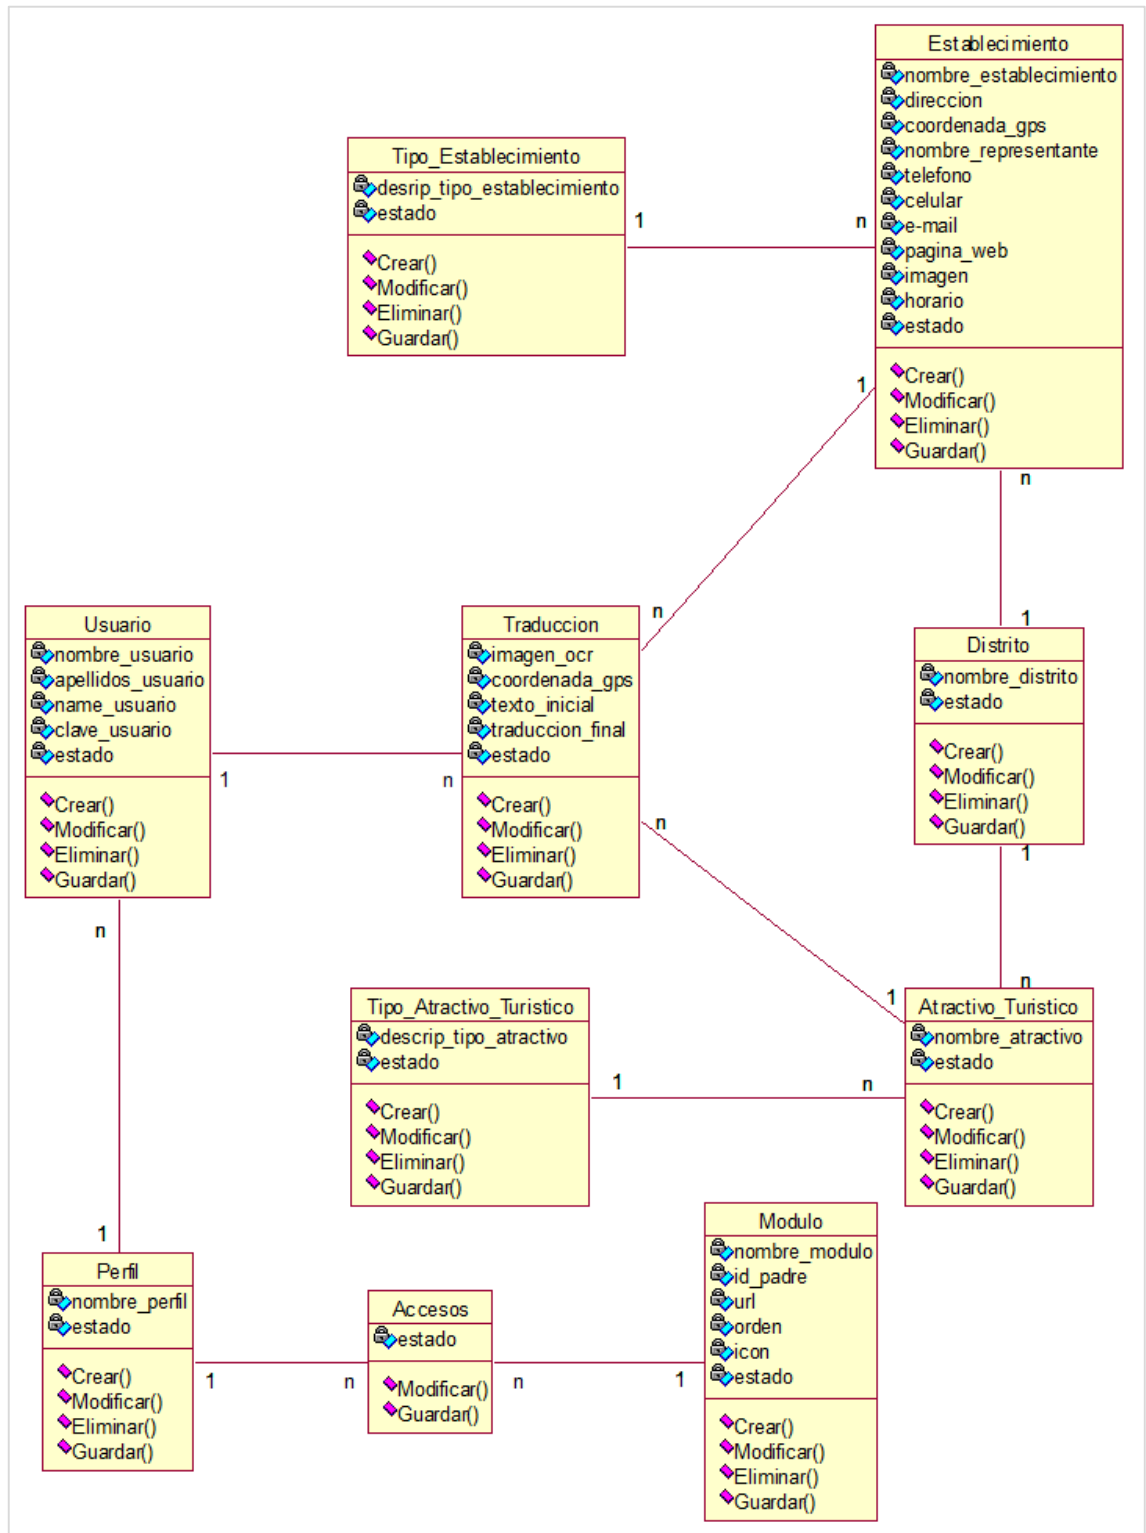 Establecimiento
nombre_establecimiento
direccion
coordenada_gps
nombre_representante
telefono
celular
e-mail
pagina_web
imagen
horario
estado
Crear()
Modificar()
Eliminar()
Guardar()
Tipo_Establecimiento
desrip_tipo_establecimiento
estado
Crear()
Modificar()
Eliminar()
Guardar()
1
n
1
n
n
1
Usuario
nombre_usuario
apellidos_usuario
name_usuario
clave_usuario
estado
Crear()
Modificar()
Eliminar()
Guardar()
1
n
Traduccion
imagen_ocr
coordenada_gps
texto_inicial
traduccion_final
estado
Crear()
Modificar()
Eliminar()
Guardar()
Distrito
nombre_distrito
estado
Crear()
Modificar()
Eliminar()
Guardar()
n
1
1
n
n
1
Tipo_Atractivo_Turistico
descrip_tipo_atractivo
estado
Crear()
Modificar()
Eliminar()
Guardar()
1
n
Atractivo_Turistico
nombre_atractivo
estado
Crear()
Modificar()
Eliminar()
Guardar()
Perfil
nombre_perfil
estado
Crear()
Modificar()
Eliminar()
Guardar()
1
n
Accesos
estado
Modificar()
Guardar()
n
1
Modulo
nombre_modulo
id_padre
url
orden
icon
estado
Crear()
Modificar()
Eliminar()
Guardar()